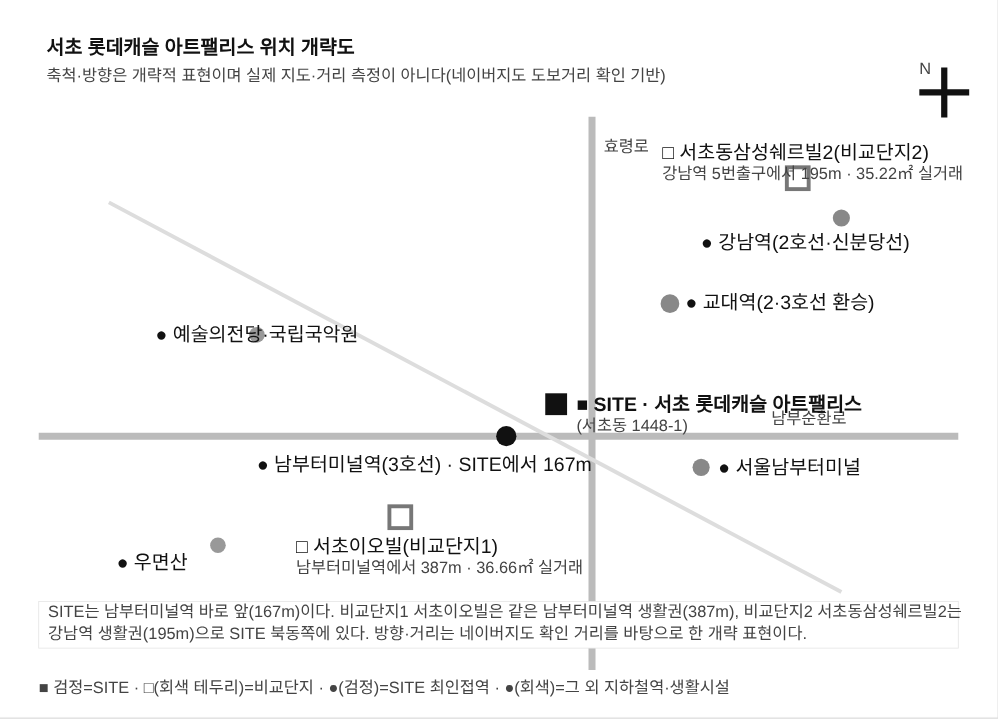 서초 롯데캐슬 아트팰리스 위치 개략도
축척·방향은 개략적 표현이며 실제 지도·거리 측정이 아니다(네이버지도 도보거리 확인 기반)
N
효령로
□ 서초동삼성쉐르빌2(비교단지2)
강남역 5번출구에서 195m · 35.22㎡ 실거래
● 강남역(2호선·신분당선)
● 교대역(2·3호선 환승)
● 예술의전당·국립국악원
■ SITE · 서초 롯데캐슬 아트팰리스
남부순환로
(서초동 1448-1)
● 남부터미널역(3호선) · SITE에서 167m
● 서울남부터미널
□ 서초이오빌(비교단지1)
남부터미널역에서 387m · 36.66㎡ 실거래
● 우면산
SITE는 남부터미널역 바로 앞(167m)이다. 비교단지1 서초이오빌은 같은 남부터미널역 생활권(387m), 비교단지2 서초동삼성쉐르빌2는
강남역 생활권(195m)으로 SITE 북동쪽에 있다. 방향·거리는 네이버지도 확인 거리를 바탕으로 한 개략 표현이다.
■ 검정=SITE · □(회색 테두리)=비교단지 · ●(검정)=SITE 최인접역 · ●(회색)=그 외 지하철역·생활시설